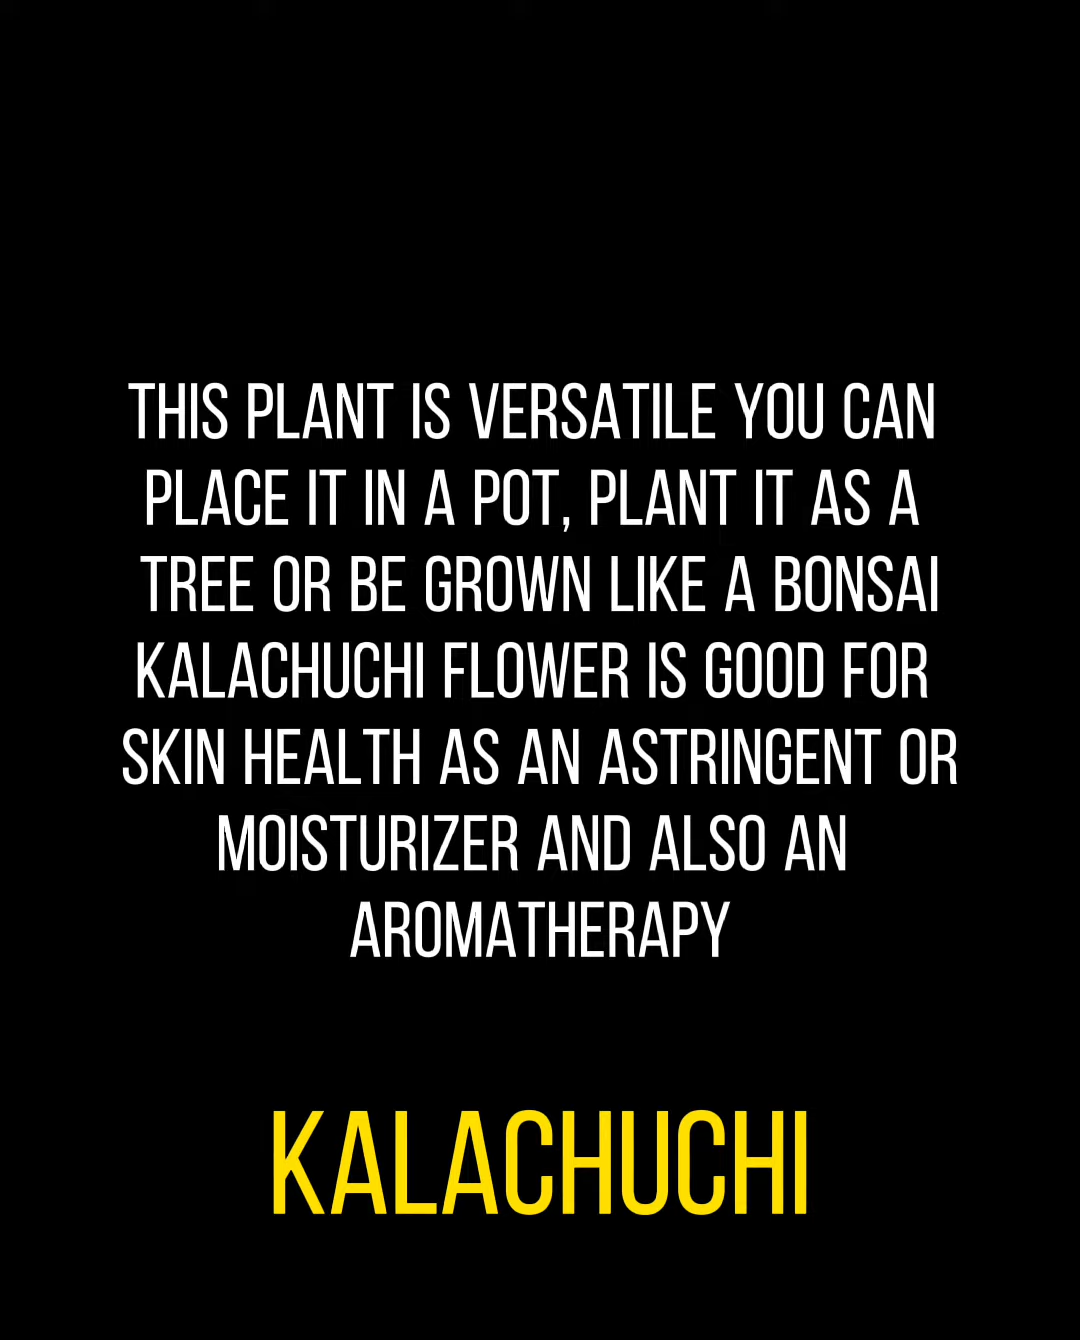 THIS PLANT IS VERSATILE YOU CAN
PLACE IT IN A POT, PLANT IT AS A
TREE OR BE GROWN LIKE A BONSAI
KALACHUCHI FLOWER IS GOOD FOR
SKIN HEALTH AS AN ASTRINGENT OR
MOISTURIZER AND ALSO AN
AROMATHERAPY
KALACHUCHI